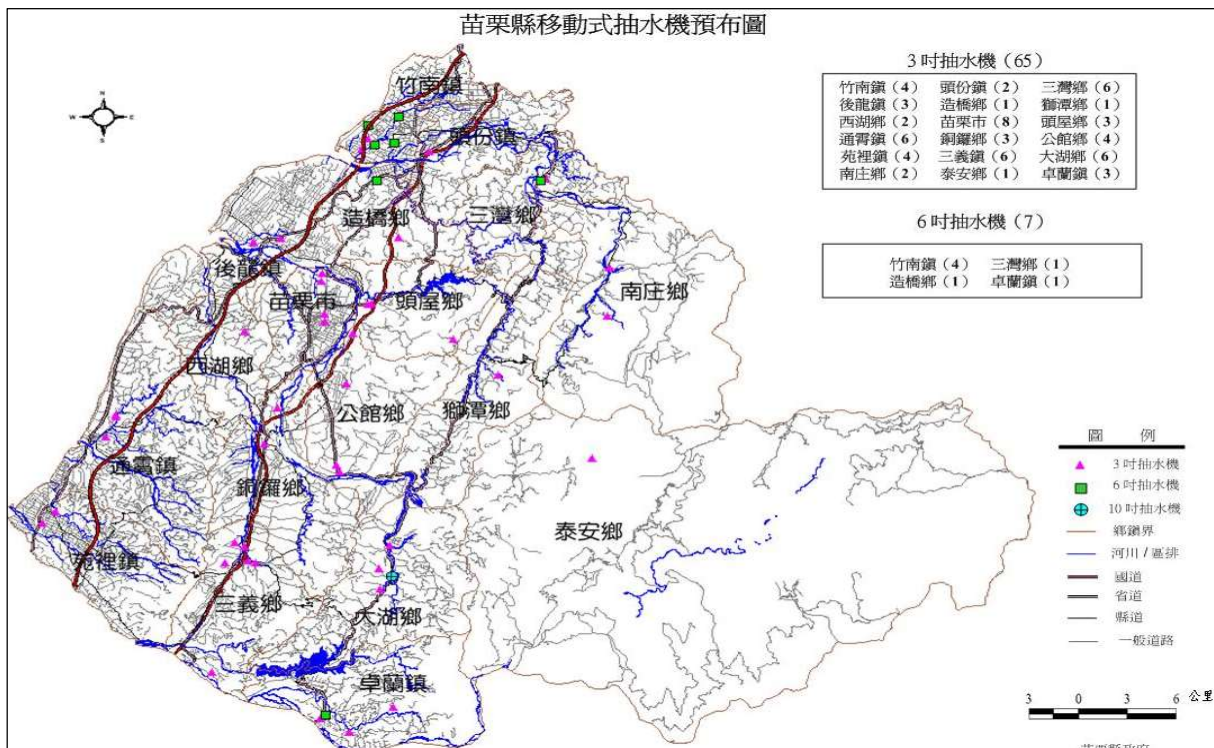 苗栗縣移動式抽水機預布圖
3吋抽水機（65）
竹南鎮（4） 頭份鎮（2） 三灣鄉（6）
後龍鎮（3） 造橋鄉（1） 獅潭鄉（1）
西湖鄉（2） 苗栗市（8） 頭屋鄉（3）
通霄鎮（6） 銅鑼鄉（3） 公館鄉（4）
苑裡鎮（4） 三義鎮（6） 大湖鄉（6）
南庄鄉（2） 泰安鄉（1） 卓蘭鎮（3）
6吋抽水機（7）
竹南鎮（4） 三灣鄉（1）
造橋鄉（1） 卓蘭鎮（1）
N
W E
S
竹南鎮
頭份鎮
造橋鄉
三灣鄉
後龍鎮
苗栗市
頭屋鄉
南庄鄉
西湖鄉
公館鄉
獅潭鄉
通霄鎮
銅鑼鄉
泰安鄉
苑裡鎮
三義鄉
大湖鄉
卓蘭鎮
圖 例
3吋抽水機
6吋抽水機
10吋抽水機
鄉鎮界
河川/區排
國道
省道
縣道
一般道路
3 0 3 6 公里
苗栗縣政府